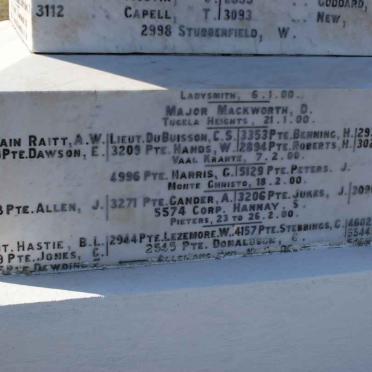 3112
CAPELL T. 3093
2998 STUBBERFIELD, W.
GODDARD,
NEW,
LADYSMITH, 6.1.00.
MAJOR MACKWORTH, D.
TUGELA HEIGHTS, 21.1.00.
AIN RAITT, A.W. LIEUT. DUBUISSON, C.S. 3353 PTE. BENNING, H.
PTE. DAWSON, E. 3209 PTE. HANDS, W. 2894 PTE. ROBERTS, H.
VAAL KRANTZ, 7.2.00.
4996 PTE. HARRIS, G. 5129 PTE. PETERS, J.
MONTE CHRISTO, 18.2.00.
PTE. ALLEN, J. 3271 PTE. GANDER, A. 3206 PTE. JUKES, J.
5574 CORP. HANNAY, S.
PIETERS, 23 TO 26.2.00.
T. HASTIE, B.L. 2944 PTE. LEZEMORE, W. 4157 PTE. STEBBINGS, C. 4602
PTE. JONES, C. 2545 PTE. DONALDSON, C.